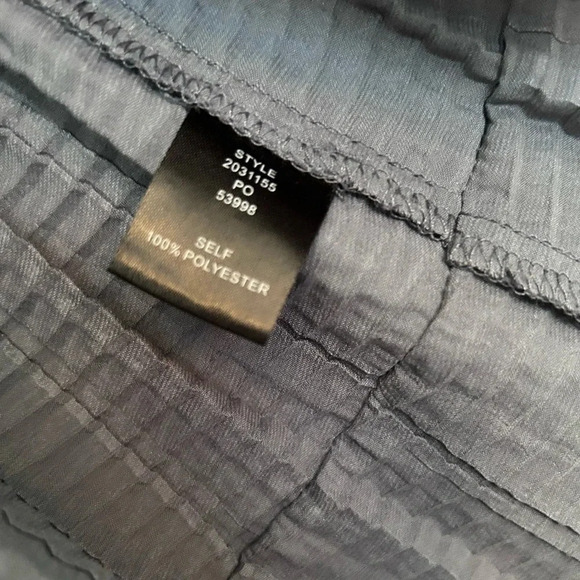 STYLE
2031155
PO
53998
SELF
100% POLYESTER